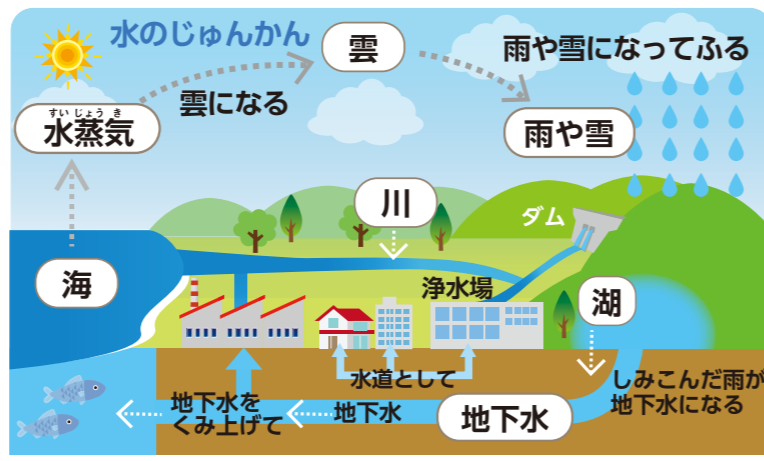 水のじゅんかん
雲
雨や雪になってふる
雲になる
すいじょうき
水蒸気
雨や雪
川
ダム
海
浄水場
湖
水道として
しみこんだ雨が
地下水になる
地下水を
くみ上げて
地下水
地下水